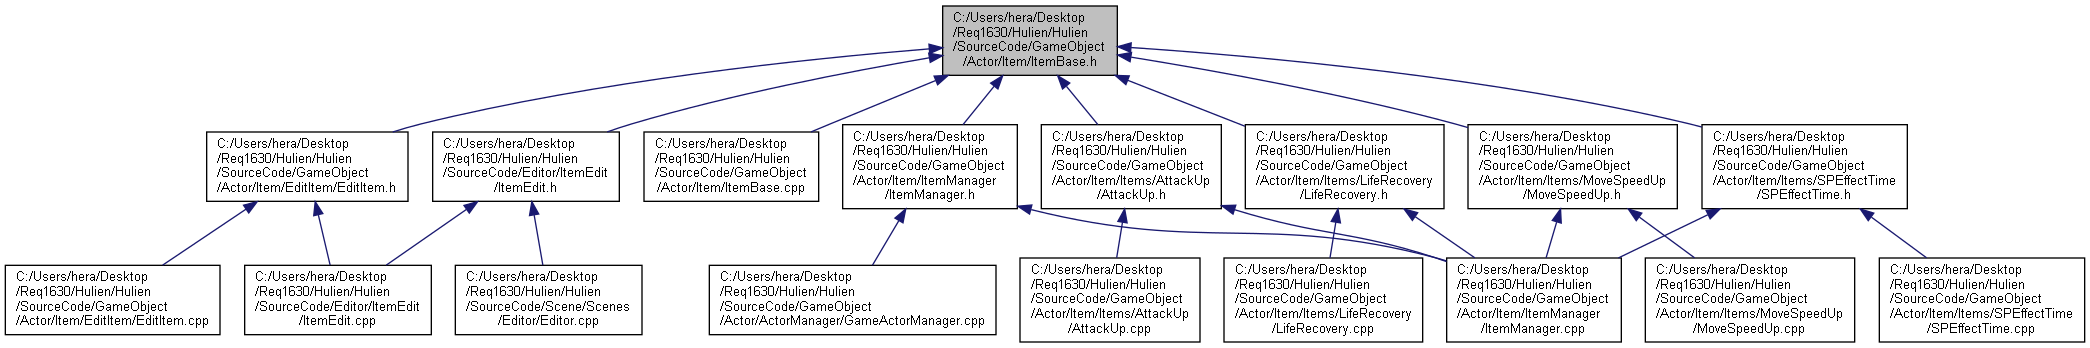 C:/Users/hera/Desktop
/Req1630/Hulien/Hulien
/SourceCode/GameObject
/Actor/Item/ItemBase.h
C:/Users/hera/Desktop
/Req1630/Hulien/Hulien
/SourceCode/GameObject
/Actor/Item/EditItem/EditItem.h
C:/Users/hera/Desktop
/Req1630/Hulien/Hulien
/SourceCode/Editor/ItemEdit
/ItemEdit.h
C:/Users/hera/Desktop
/Req1630/Hulien/Hulien
/SourceCode/GameObject
/Actor/Item/ItemBase.cpp
C:/Users/hera/Desktop
/Req1630/Hulien/Hulien
/SourceCode/GameObject
/Actor/Item/ItemManager
/ItemManager.h
C:/Users/hera/Desktop
/Req1630/Hulien/Hulien
/SourceCode/GameObject
/Actor/Item/Items/AttackUp
/AttackUp.h
C:/Users/hera/Desktop
/Req1630/Hulien/Hulien
/SourceCode/GameObject
/Actor/Item/Items/LifeRecovery
/LifeRecovery.h
C:/Users/hera/Desktop
/Req1630/Hulien/Hulien
/SourceCode/GameObject
/Actor/Item/Items/MoveSpeedUp
/MoveSpeedUp.h
C:/Users/hera/Desktop
/Req1630/Hulien/Hulien
/SourceCode/GameObject
/Actor/Item/Items/SPEffectTime
/SPEffectTime.h
C:/Users/hera/Desktop
/Req1630/Hulien/Hulien
/SourceCode/GameObject
/Actor/Item/EditItem/EditItem.cpp
C:/Users/hera/Desktop
/Req1630/Hulien/Hulien
/SourceCode/Editor/ItemEdit
/ItemEdit.cpp
C:/Users/hera/Desktop
/Req1630/Hulien/Hulien
/SourceCode/Scene/Scenes
/Editor/Editor.cpp
C:/Users/hera/Desktop
/Req1630/Hulien/Hulien
/SourceCode/GameObject
/Actor/ActorManager/GameActorManager.cpp
C:/Users/hera/Desktop
/Req1630/Hulien/Hulien
/SourceCode/GameObject
/Actor/Item/Items/AttackUp
/AttackUp.cpp
C:/Users/hera/Desktop
/Req1630/Hulien/Hulien
/SourceCode/GameObject
/Actor/Item/Items/LifeRecovery
/LifeRecovery.cpp
C:/Users/hera/Desktop
/Req1630/Hulien/Hulien
/SourceCode/GameObject
/Actor/Item/ItemManager
/ItemManager.cpp
C:/Users/hera/Desktop
/Req1630/Hulien/Hulien
/SourceCode/GameObject
/Actor/Item/Items/MoveSpeedUp
/MoveSpeedUp.cpp
C:/Users/hera/Desktop
/Req1630/Hulien/Hulien
/SourceCode/GameObject
/Actor/Item/Items/SPEffectTime
/SPEffectTime.cpp